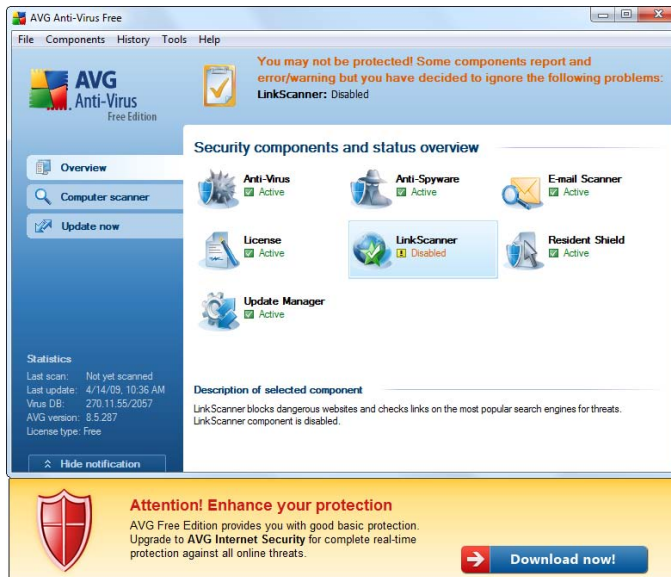 AVG Anti-Virus Free
File Components History Tools Help
AVG
Anti-Virus
Free Edition
You may not be protected! Some components report and
error/warning but you have decided to ignore the following problems:
LinkScanner: Disabled
Overview
Computer scanner
Update now
Security components and status overview
Anti-Virus
Active
Anti-Spyware
Active
E-mail Scanner
Active
License
Active
LinkScanner
Disabled
Resident Shield
Active
Update Manager
Active
Statistics
Last scan: Not yet scanned
Last update: 4/14/09, 10:36 AM
Virus DB: 270.11.55/2057
AVG version: 8.5.287
License type: Free
Hide notification
Description of selected component
LinkScanner blocks dangerous websites and checks links on the most popular search engines for threats.
LinkScanner component is disabled.
Attention! Enhance your protection
AVG Free Edition provides you with good basic protection.
Upgrade to AVG Internet Security for complete real-time
protection against all online threats.
Download now!